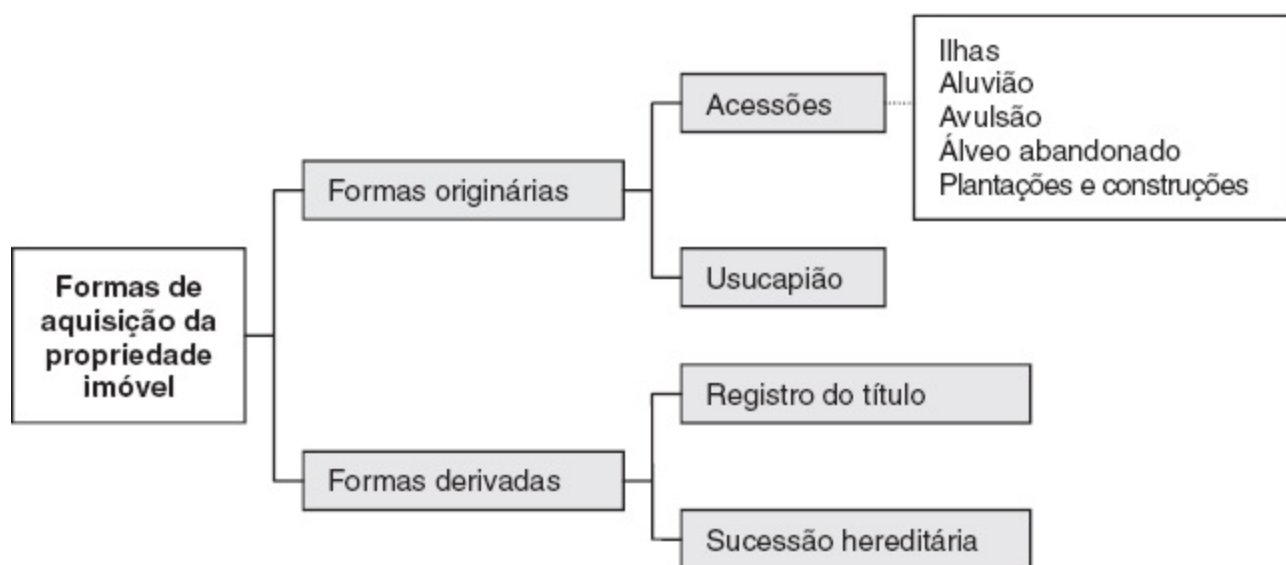 Formas de
aquisição da
propriedade
imóvel
Formas originárias
Acessões
Ilhas
Aluvião
Avulsão
Álveo abandonado
Plantações e construções
Usucapião
Formas derivadas
Registro do título
Sucessão hereditária